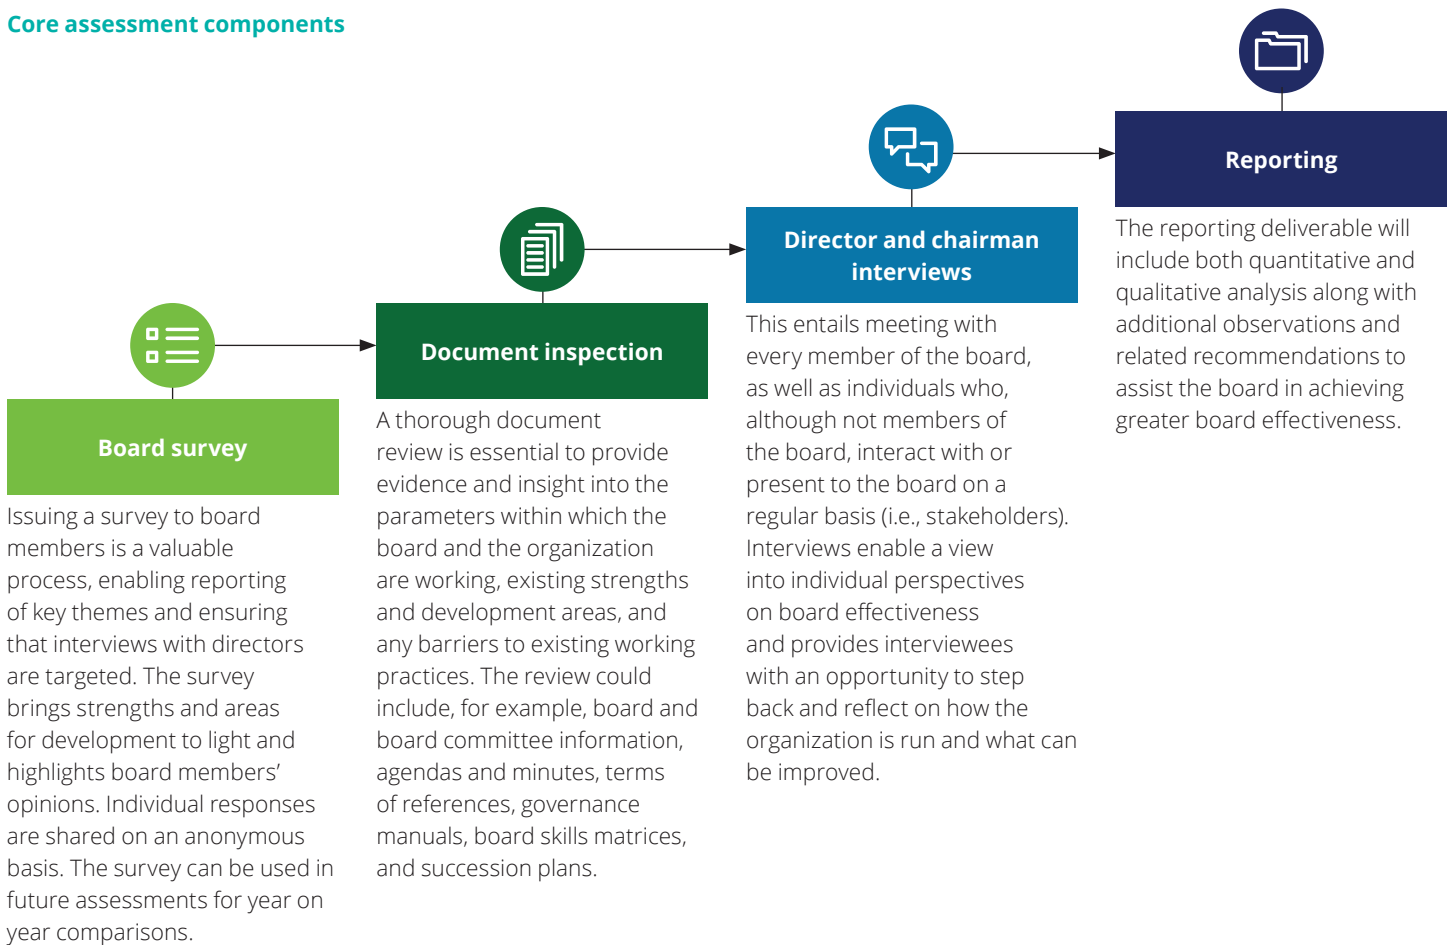 Core assessment components
Board survey
Issuing a survey to board
members is a valuable
process, enabling reporting
of key themes and ensuring
that interviews with directors
are targeted. The survey
brings strengths and areas
for development to light and
highlights board members’
opinions. Individual responses
are shared on an anonymous
basis. The survey can be used in
future assessments for year on
year comparisons.
Document inspection
A thorough document
review is essential to provide
evidence and insight into the
parameters within which the
board and the organization
are working, existing strengths
and development areas, and
any barriers to existing working
practices. The review could
include, for example, board and
board committee information,
agendas and minutes, terms
of references, governance
manuals, board skills matrices,
and succession plans.
Director and chairman
interviews
This entails meeting with
every member of the board,
as well as individuals who,
although not members of
the board, interact with or
present to the board on a
regular basis (i.e., stakeholders).
Interviews enable a view
into individual perspectives
on board effectiveness
and provides interviewees
with an opportunity to step
back and reflect on how the
organization is run and what can
be improved.
Reporting
The reporting deliverable will
include both quantitative and
qualitative analysis along with
additional observations and
related recommendations to
assist the board in achieving
greater board effectiveness.